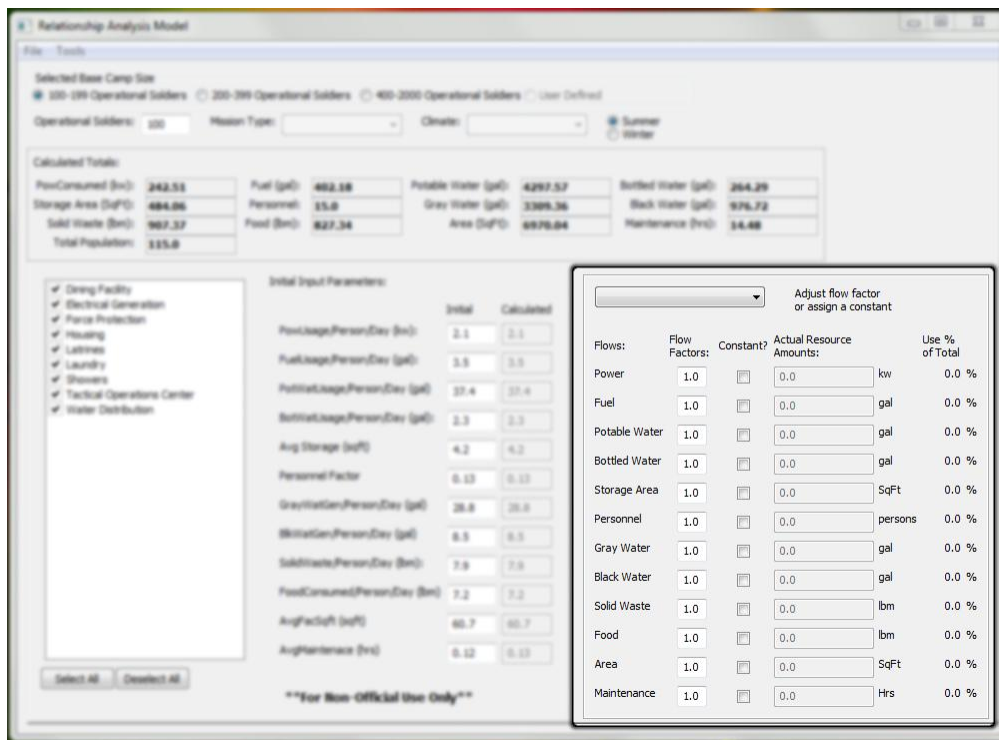 Relationship Analysis Model
File Tools
Selected Base Camp Size
100-199 Operational Soldiers 200-399 Operational Soldiers 400-2000 Operational Soldiers User Defined
Operational Soldiers: 100 Mission Type: Climate: Summer
Winter
Calculated Totals:
PowConsumed (kw): 242.51 Fuel (gal): 402.18 Potable Water (gal): 4297.57 Bottled Water (gal): 264.29
Storage Area (SqFt): 484.06 Personnel: 15.0 Gray Water (gal): 3309.36 Black Water (gal): 976.72
Solid Waste (lbm): 907.37 Food (lbm): 827.34 Area (SqFt): 6970.04 Maintenance (hrs): 14.48
Total Population: 115.0
Dining Facility
Electrical Generation
Force Protection
Housing
Latrines
Laundry
Showers
Tactical Operations Center
Water Distribution
Select All Deselect All
Initial Input Parameters:
Initial Calculated
PowUsage/Person/Day (kw): 2.1 2.1
FuelUsage/Person/Day (gal): 3.5 3.5
PotWatUsage/Person/Day (gal) 37.4 37.4
BotWatUsage/Person/Day (gal): 2.3 2.3
Avg Storage (sqft) 4.2 4.2
Personnel Factor 0.13 0.13
GrayWatGen/Person/Day (gal) 28.8 28.8
BlkWatGen/Person/Day (gal) 8.5 8.5
SolidWaste/Person/Day (lbm): 7.9 7.9
FoodConsumed/Person/Day (lbm) 7.2 7.2
AvgFacSqft (sqft) 60.7 60.7
AvgMaintenace (hrs) 0.12 0.13
**For Non-Official Use Only**
Adjust flow factor
or assign a constant
Flows: Flow Factors: Constant? Actual Resource Amounts: Use % of Total
Power 1.0 0.0 kw 0.0 %
Fuel 1.0 0.0 gal 0.0 %
Potable Water 1.0 0.0 gal 0.0 %
Bottled Water 1.0 0.0 gal 0.0 %
Storage Area 1.0 0.0 SqFt 0.0 %
Personnel 1.0 0.0 persons 0.0 %
Gray Water 1.0 0.0 gal 0.0 %
Black Water 1.0 0.0 gal 0.0 %
Solid Waste 1.0 0.0 lbm 0.0 %
Food 1.0 0.0 lbm 0.0 %
Area 1.0 0.0 SqFt 0.0 %
Maintenance 1.0 0.0 Hrs 0.0 %